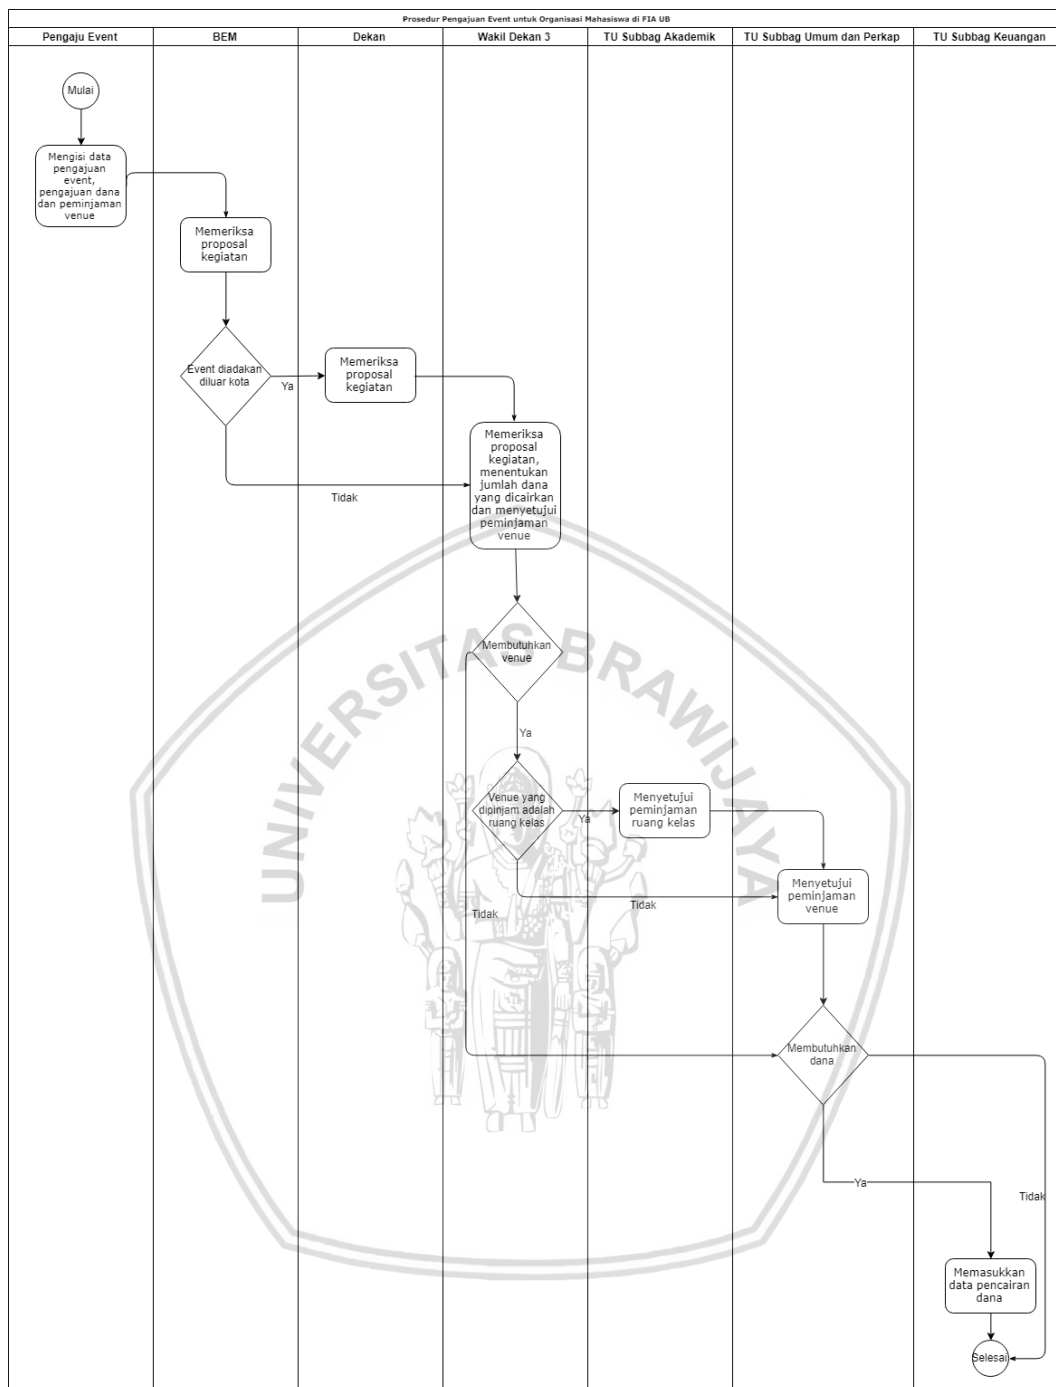 Prosedur Pengajuan Event untuk Organisasi Mahasiswa di FIA UB
Pengaju Event
BEM
Dekan
Wakil Dekan 3
TU Subbag Akademik
TU Subbag Umum dan Perkap
TU Subbag Keuangan
Mulai
Mengisi data
pengajuan
event,
pengajuan dana
dan peminjaman
venue
Memeriksa
proposal
kegiatan
Event diadakan
diluar kota
Ya
Memeriksa
proposal
kegiatan
Tidak
Memeriksa
proposal
kegiatan,
menentukan
jumlah dana
yang dicairkan
dan menyetujui
peminjaman
venue
Membutuhkan
venue
Ya
Venue yang
dipinjam adalah
ruang kelas
Ya
Menyetujui
peminjaman
ruang kelas
Tidak
Tidak
Menyetujui
peminjaman
venue
Membutuhkan
dana
Ya
Tidak
Memasukkan
data pencairan
dana
Selesai
UNIVERSITAS BRAWIJAYA